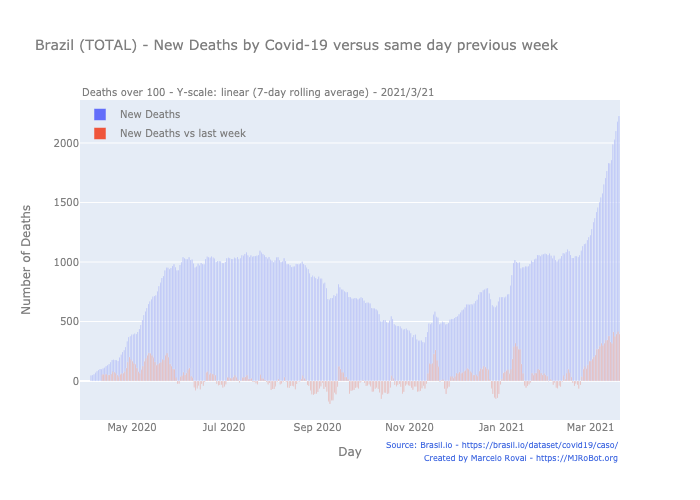 Brazil (TOTAL) - New Deaths by Covid-19 versus same day previous week
Deaths over 100 - Y-scale: linear (7-day rolling average) - 2021/3/21
New Deaths
New Deaths vs last week
Number of Deaths
2000
1500
1000
500
0
May 2020
Jul 2020
Sep 2020
Nov 2020
Jan 2021
Mar 2021
Day
Source: Brasil.io - https://brasil.io/dataset/covid19/caso/
Created by Marcelo Rovai - https://MJRoBot.org